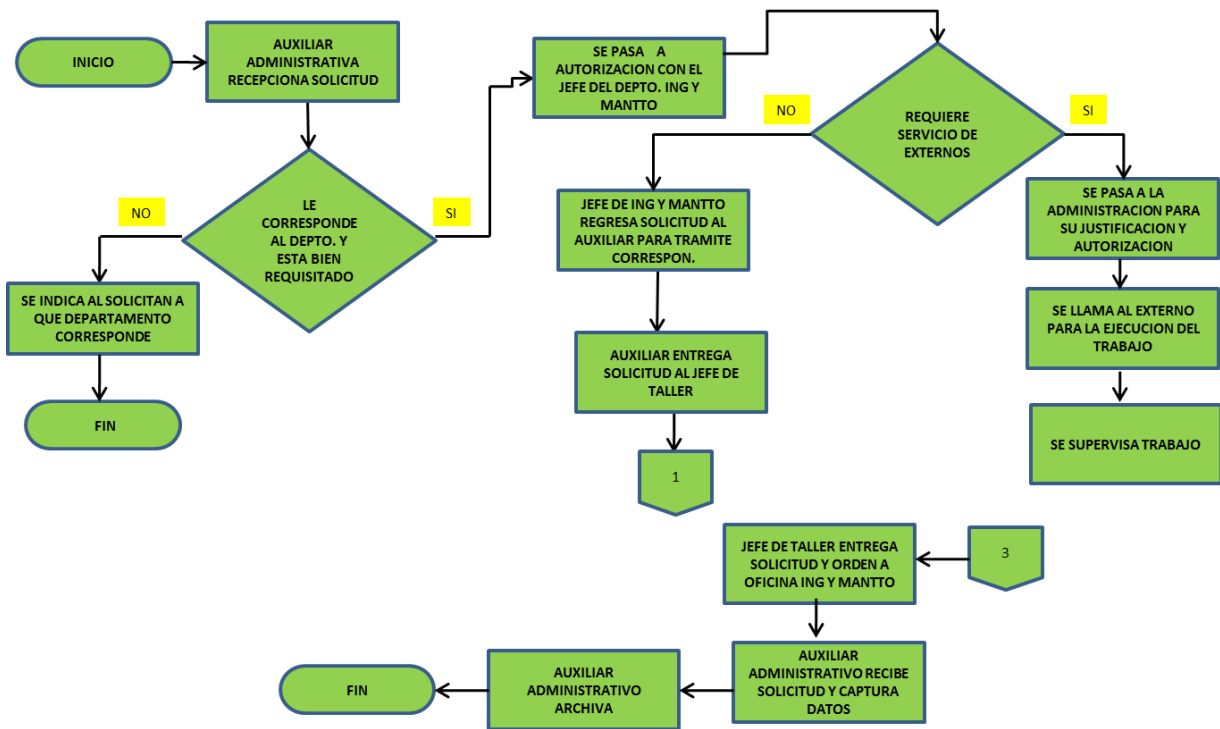 INICIO
AUXILIAR
ADMINISTRATIVA
RECEPCIONA SOLICITUD
LE
CORRESPONDE
AL DEPTO. Y
ESTA BIEN
REQUISITADO
NO
SI
SE INDICA AL SOLICITAN A
QUE DEPARTAMENTO
CORRESPONDE
FIN
SE PASA A
AUTORIZACION CON EL
JEFE DEL DEPTO. ING Y
MANTTO
REQUIERE
SERVICIO DE
EXTERNOS
NO
SI
JEFE DE ING Y MANTTO
REGRESA SOLICITUD AL
AUXILIAR PARA TRAMITE
CORRESPON.
AUXILIAR ENTREGA
SOLICITUD AL JEFE DE
TALLER
1
SE PASA A LA
ADMINISTRACION PARA
SU JUSTIFICACION Y
AUTORIZACION
SE LLAMA AL EXTERNO
PARA LA EJECUCION DEL
TRABAJO
SE SUPERVISA TRABAJO
3
JEFE DE TALLER ENTREGA
SOLICITUD Y ORDEN A
OFICINA ING Y MANTTO
AUXILIAR
ADMINISTRATIVO RECIBE
SOLICITUD Y CAPTURA
DATOS
AUXILIAR
ADMINISTRATIVO
ARCHIVA
FIN